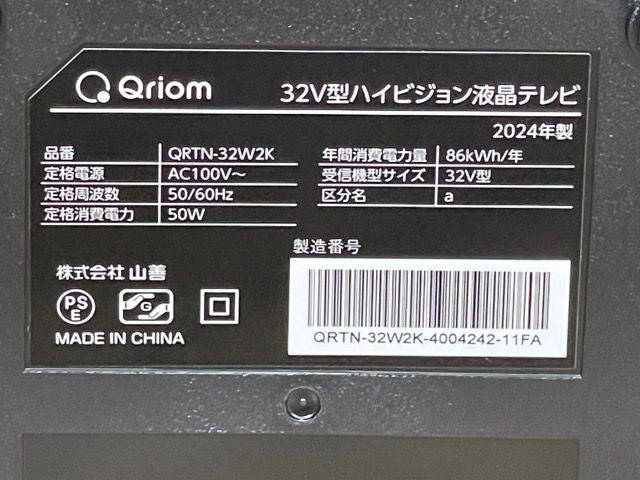 Qriom
32V型ハイビジョン液晶テレビ
2024年製
品番 QRTN-32W2K
定格電源 AC100V～
定格周波数 50/60Hz
定格消費電力 50W
年間消費電力量 86kWh/年
受信機型サイズ 32V型
区分名 a
製造番号
QRTN-32W2K-4004242-11FA
株式会社 山善
PS
E
G
MADE IN CHINA